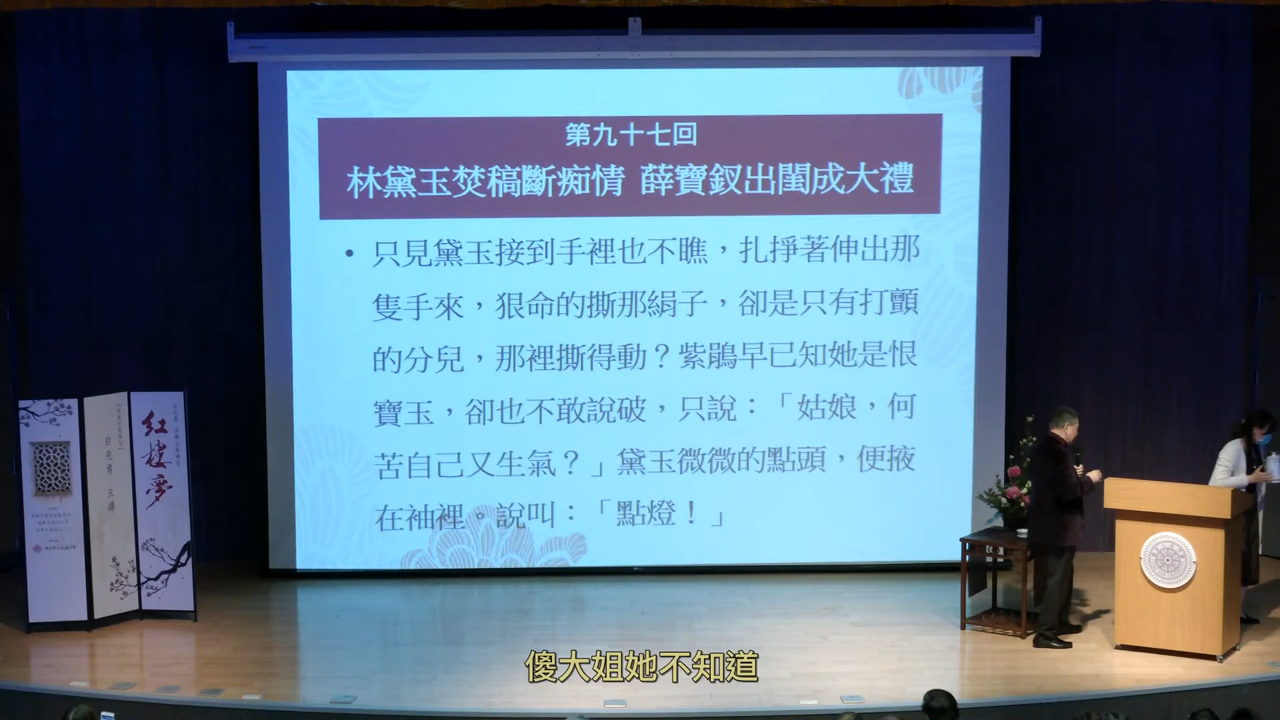 第九十七回
林黛玉焚稿斷痴情 薛寶釵出閨成大禮
• 只見黛玉接到手裡也不瞧，扎掙著伸出那
隻手來，狠命的撕那絹子，卻是只有打顫
的分兒，那裡撕得動？紫鵑早已知她是恨
寶玉，卻也不敢說破，只說：「姑娘，何
苦自己又生氣？」黛玉微微的點頭，便掖
在袖裡。說叫：「點燈！」
紅樓夢
白先勇 主講
傻大姐她不知道